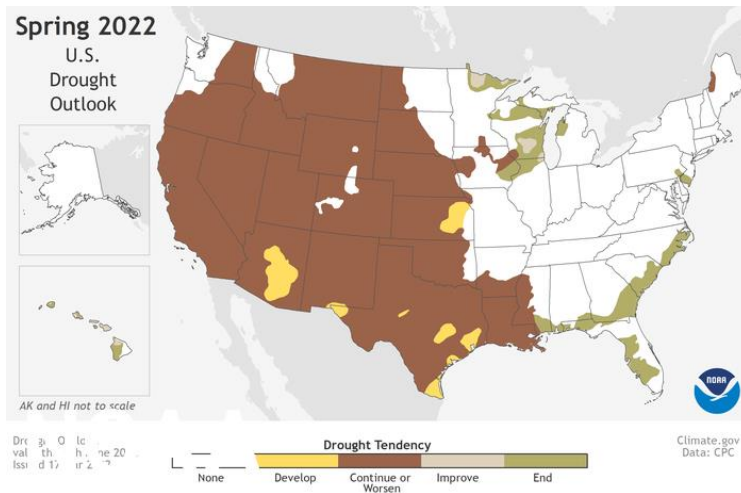 Spring 2022
U.S.
Drought
Outlook
AK and HI not to scale
NOAA
Climate.gov
Data: CPC
Drought Tendency
None
Develop
Continue or
Worsen
Improve
End